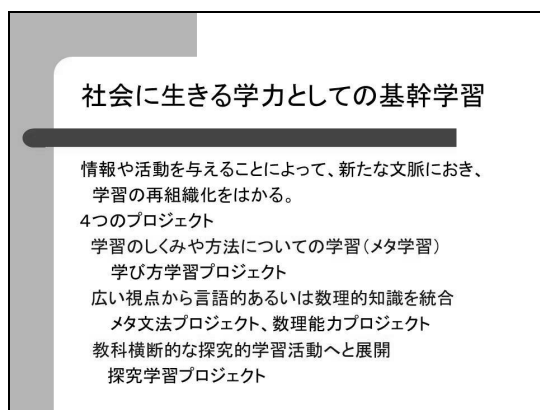 社会に生きる学力としての基幹学習
情報や活動を与えることによって、新たな文脈におき、
学習の再組織化をはかる。
４つのプロジェクト
学習のしくみや方法についての学習（メタ学習）
学び方学習プロジェクト
広い視点から言語的あるいは数理的知識を統合
メタ文法プロジェクト、数理能力プロジェクト
教科横断的な探究的学習活動へと展開
探究学習プロジェクト